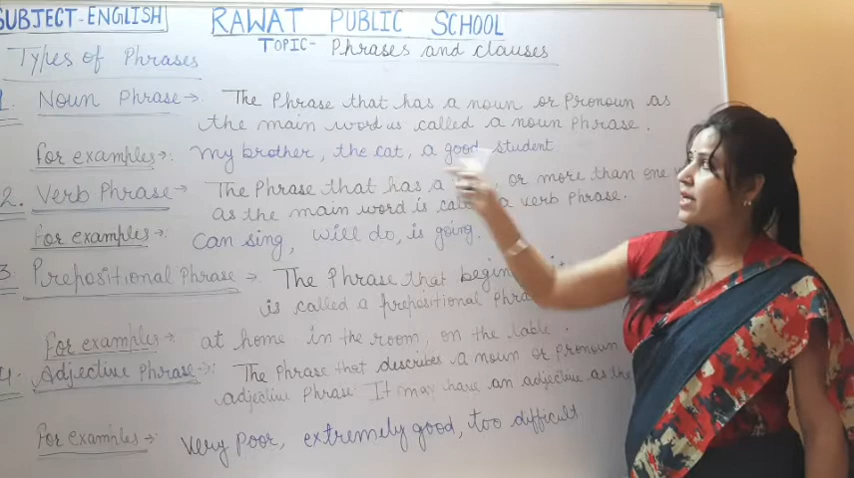 SUBJECT-ENGLISH
RAWAT PUBLIC SCHOOL
TOPIC- Phrases and clauses
Types of Phrases
1. Noun Phrase → The Phrase that has a noun or Pronoun as
the main word is called a noun Phrase.
for examples → my brother, the cat, a good student
2. Verb Phrase → The Phrase that has a or more than one
as the main word is a verb Phrase.
for examples → Can sing, will do, is going.
3 Prepositional Phrase → The Phrase that
is called a prepositional
for examples → at home in the room, on the table.
4. Adjective Phrase → The Phrase that describes a noun or Pronoun
adjective Phrase It may have an adjective as the
for examples → Very Poor, extremely good, too difficult